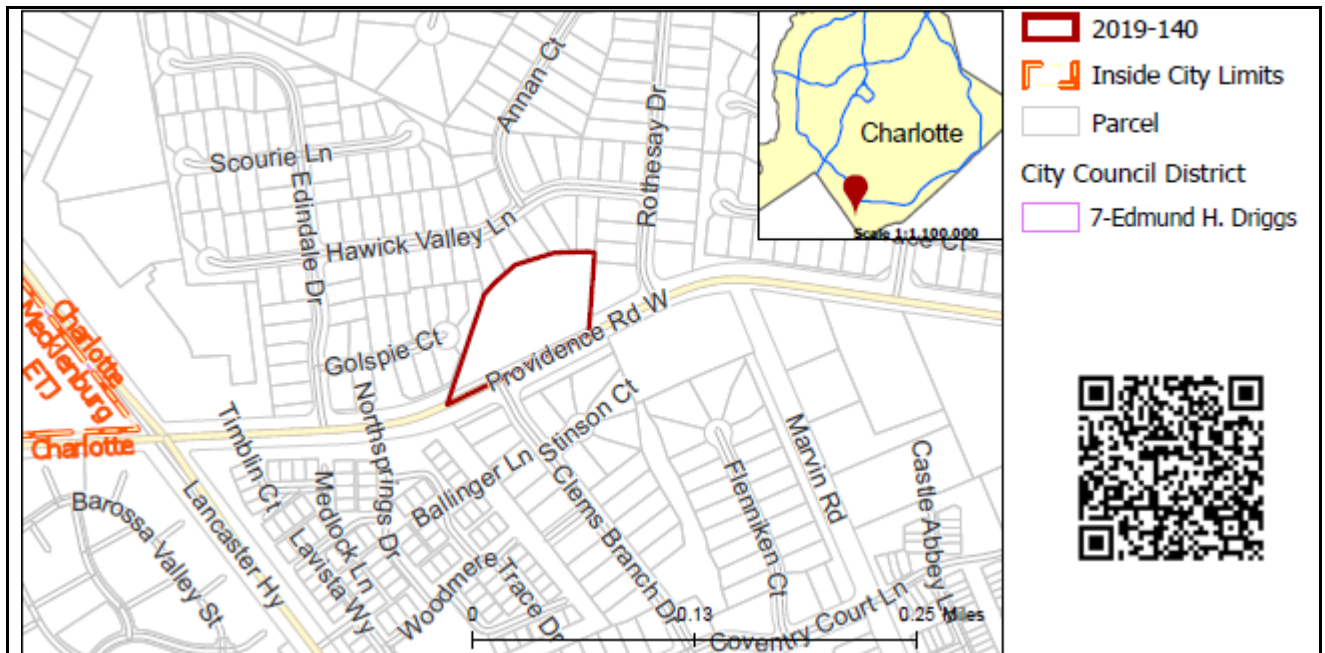 Annan Ct
Rothesay Dr
Scourie Ln
Edindale Dr
Hawick Valley Ln
Golspie Ct
Providence Rd W
Charlotte
Mecklenburg
ETJ
Charlotte
Northsprings Dr
Timblin Ct
Medlock Ln
Ballinger Ln
Stinson Ct
S Clems Branch Dr
Flenniken Ct
Marvin Rd
Castle Abbey L
Barossa Valley St
Lancaster Hy
Lavista Wy
Woodmere Trace Dr
Coventry Court Ln
0
0.13
0.25 Miles
Charlotte
Scale 1:1,100,000
Ct
2019-140
Inside City Limits
Parcel
City Council District
7-Edmund H. Driggs